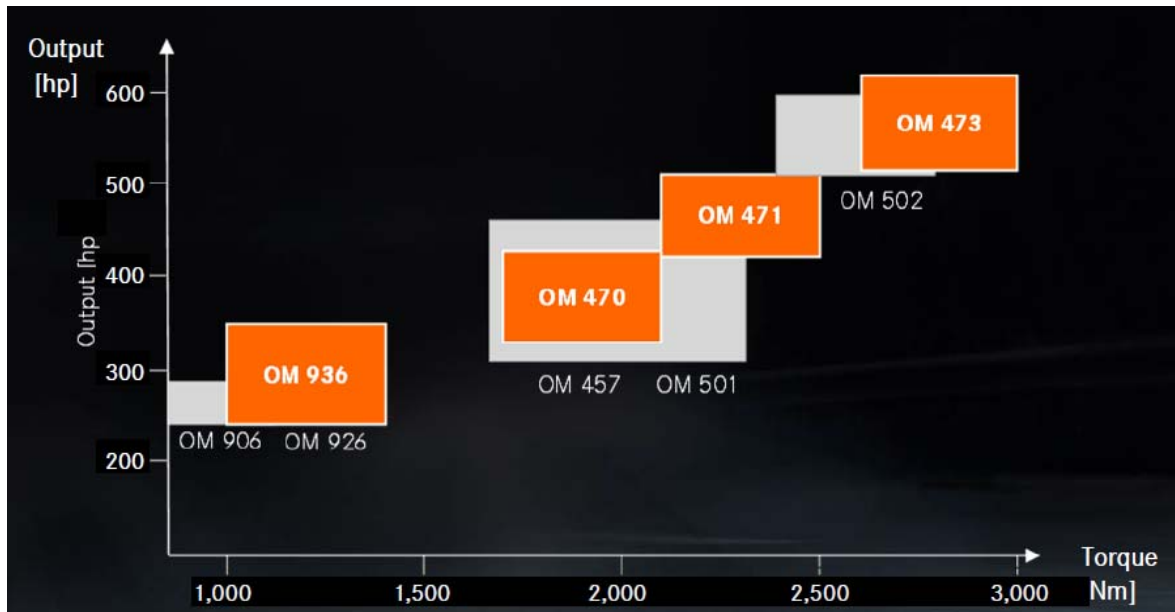 Output
[hp]
600
500
400
300
200
Output [hp
OM 473
OM 502
OM 471
OM 470
OM 457 OM 501
OM 936
OM 906 OM 926
1,000 1,500 2,000 2,500 3,000
Torque
Nm]